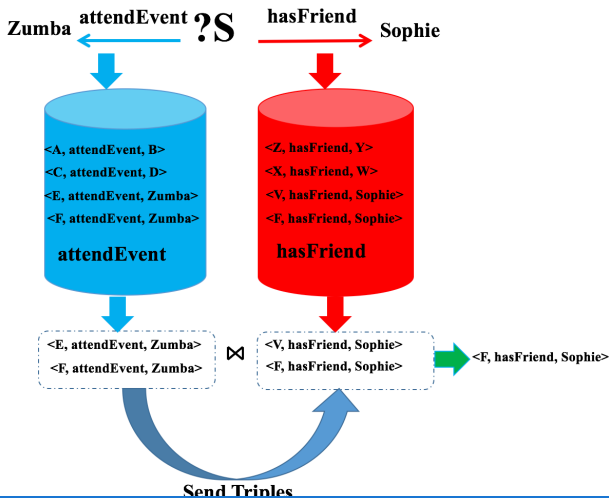 Zumba attendEvent ?S hasFriend Sophie
<A, attendEvent, B>
<C, attendEvent, D>
<E, attendEvent, Zumba>
<F, attendEvent, Zumba>
attendEvent
<Z, hasFriend, Y>
<X, hasFriend, W>
<V, hasFriend, Sophie>
<F, hasFriend, Sophie>
hasFriend
<E, attendEvent, Zumba>
<F, attendEvent, Zumba>
⋈
<V, hasFriend, Sophie>
<F, hasFriend, Sophie>
<F, hasFriend, Sophie>
Send Triples